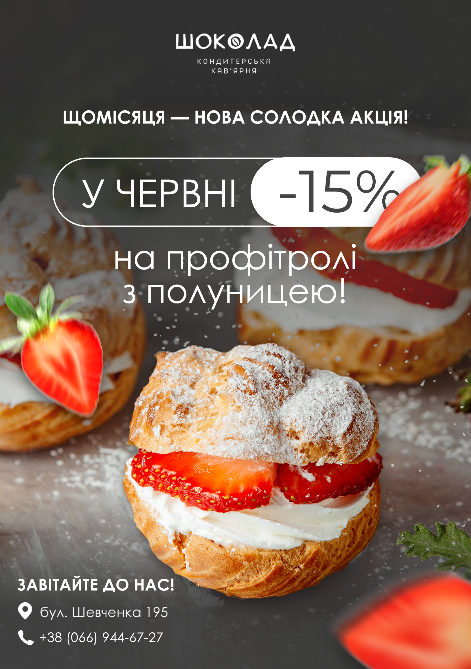 ШОКОЛАД
КОНДИТЕРСЬКА
КАВ'ЯРНЯ
ЩОМІСЯЦЯ — НОВА СОЛОДКА АКЦІЯ!
У ЧЕРВНІ -15%
на профітролі
з полуницею!
ЗАВІТАЙТЕ ДО НАС!
бул. Шевченка 195
+38 (066) 944-67-27